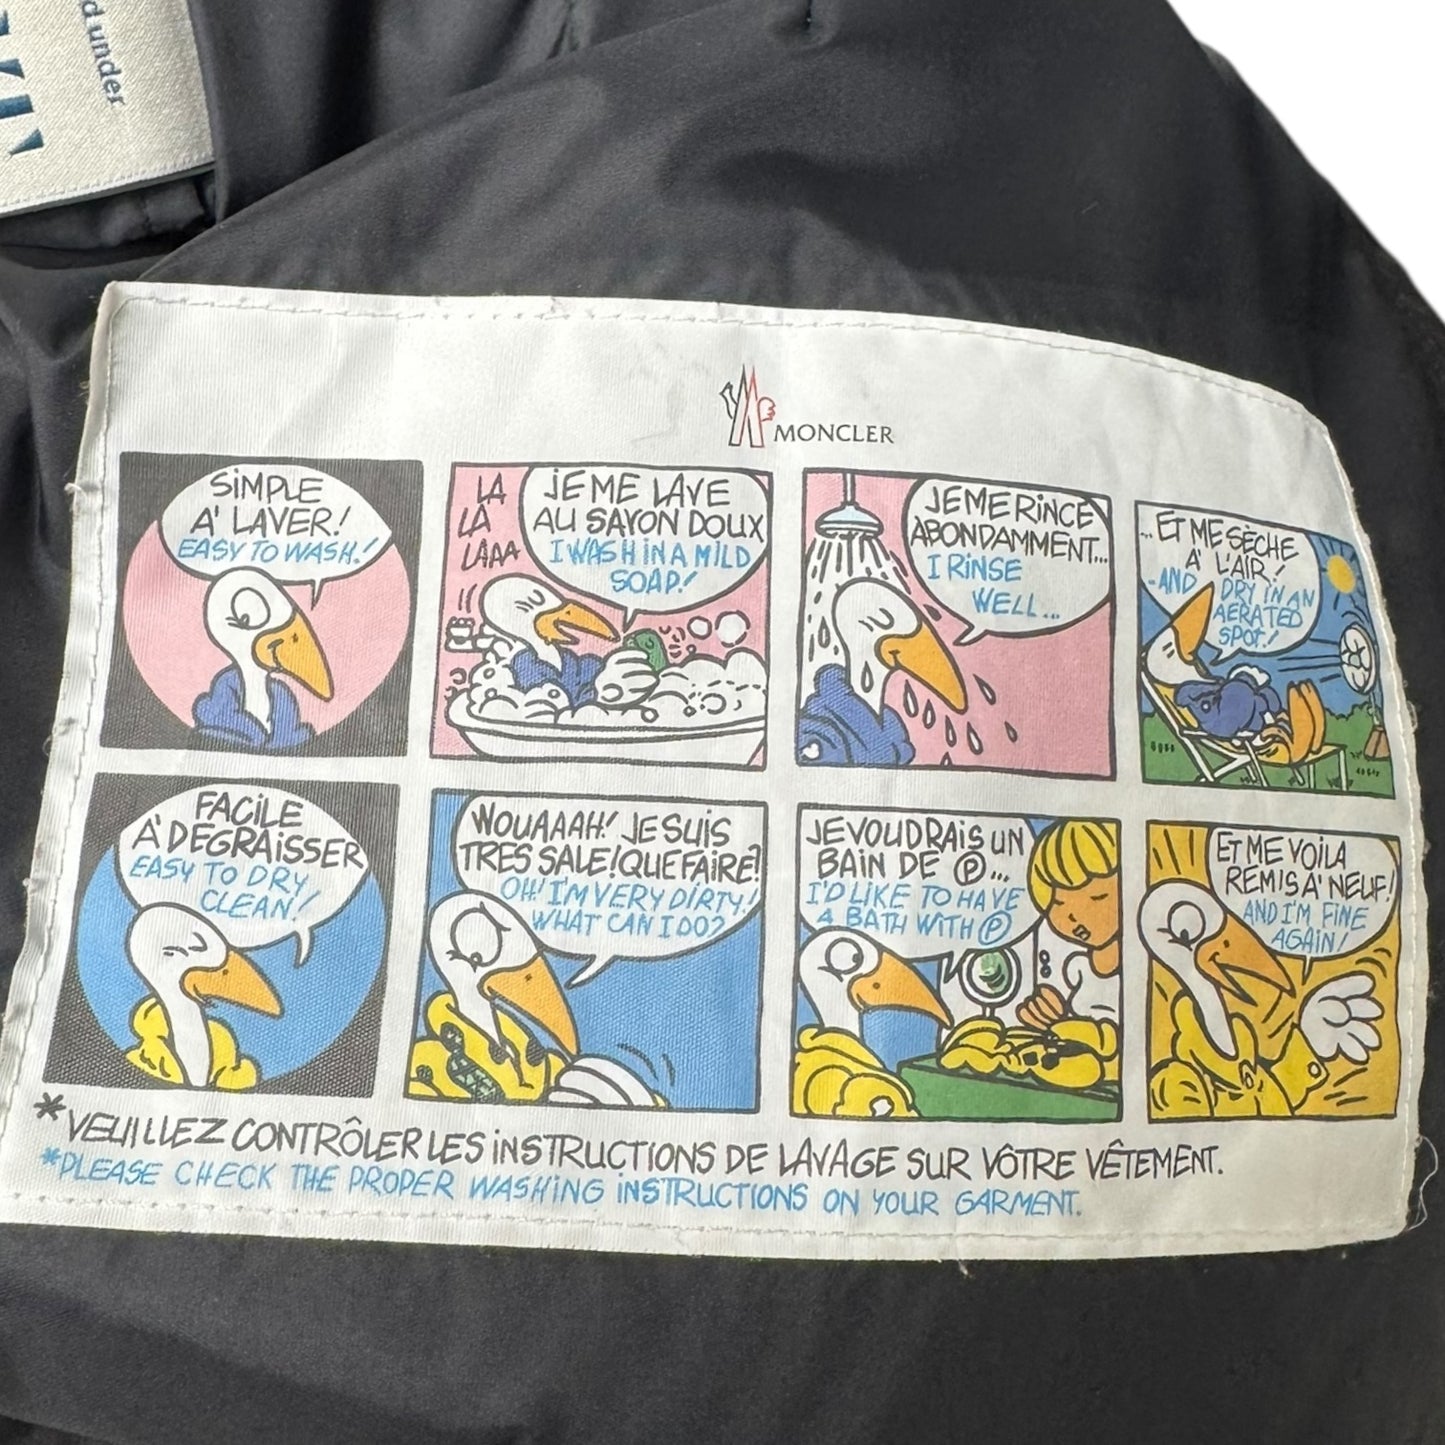 d under
MONCLER
SIMPLE
A' LAVER!
EASY TO WASH!
LA
LA
LAAA
JE ME LAVE
AU SAVON DOUX
I WASH IN A MILD
SOAP!
JE ME RINCE
ABONDAMMENT...
I RINSE
WELL...
...ET ME SÈCHE
A' L'AIR!
..AND DRY IN AN
AERATED
SPOT!
FACILE
A' DEGRAISSER
EASY TO DRY
CLEAN!
WOUAAAH! JE SUIS
TRES SALE! QUE FAIRE?
OH! I'M VERY DIRTY!
WHAT CAN I DO?
JE VOUDRAIS UN
BAIN DE Ⓟ...
I'D LIKE TO HAVE
A BATH WITH Ⓟ
ET ME VOILA
REMIS A' NEUF!
AND I'M FINE
AGAIN!
*VEUILLEZ CONTRÔLER LES INSTRUCTIONS DE LAVAGE SUR VÔTRE VÊTEMENT.
*PLEASE CHECK THE PROPER WASHING INSTRUCTIONS ON YOUR GARMENT.